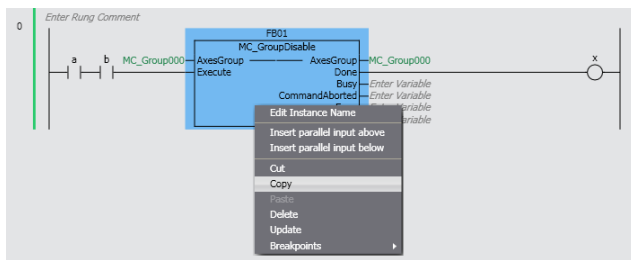 Enter Rung Comment
0
FB01
MC_GroupDisable
a b MC_Group000 AxesGroup AxesGroup MC_Group000 x
Execute Done
Busy Enter Variable
CommandAborted Enter Variable
Variable
Edit Instance Name
Insert parallel input above
Insert parallel input below
Cut
Copy
Paste
Delete
Update
Breakpoints